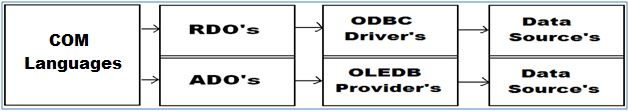 COM
Languages
RDO's
ODBC
Driver's
Data
Source's
ADO's
OLEDB
Provider's
Data
Source's